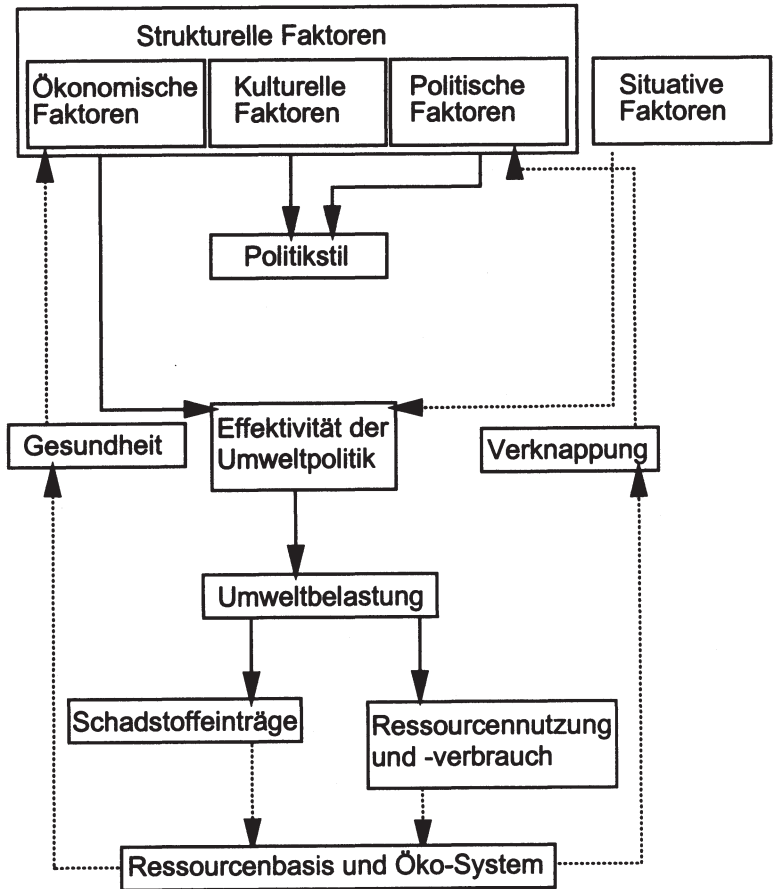 Strukturelle Faktoren
Ökonomische
Faktoren
Kulturelle
Faktoren
Politische
Faktoren
Situative
Faktoren
Politikstil
Effektivität der
Umweltpolitik
Gesundheit
Verknappung
Umweltbelastung
Schadstoffeinträge
Ressourcennutzung
und -verbrauch
Ressourcenbasis und Öko-System